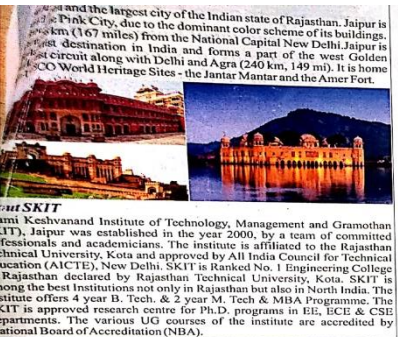 and the largest city of the Indian state of Rajasthan. Jaipur is
Pink City, due to the dominant color scheme of its buildings.
km (167 miles) from the National Capital New Delhi.Jaipur is
destination in India and forms a part of the west Golden
circuit along with Delhi and Agra (240 km, 149 mi). It is home
World Heritage Sites - the Jantar Mantar and the Amer Fort.
SKIT
Keshvanand Institute of Technology, Management and Gramothan
Jaipur was established in the year 2000, by a team of committed
and academicians. The institute is affiliated to the Rajasthan
University, Kota and approved by All India Council for Technical
(AICTE), New Delhi. SKIT is Ranked No. 1 Engineering College
Rajasthan declared by Rajasthan Technical University, Kota. SKIT is
the best Institutions not only in Rajasthan but also in North India. The
offers 4 year B. Tech. & 2 year M. Tech & MBA Programme. The
is approved research centre for Ph.D. programs in EE, ECE & CSE
The various UG courses of the institute are accredited by
Board of Accreditation (NBA).